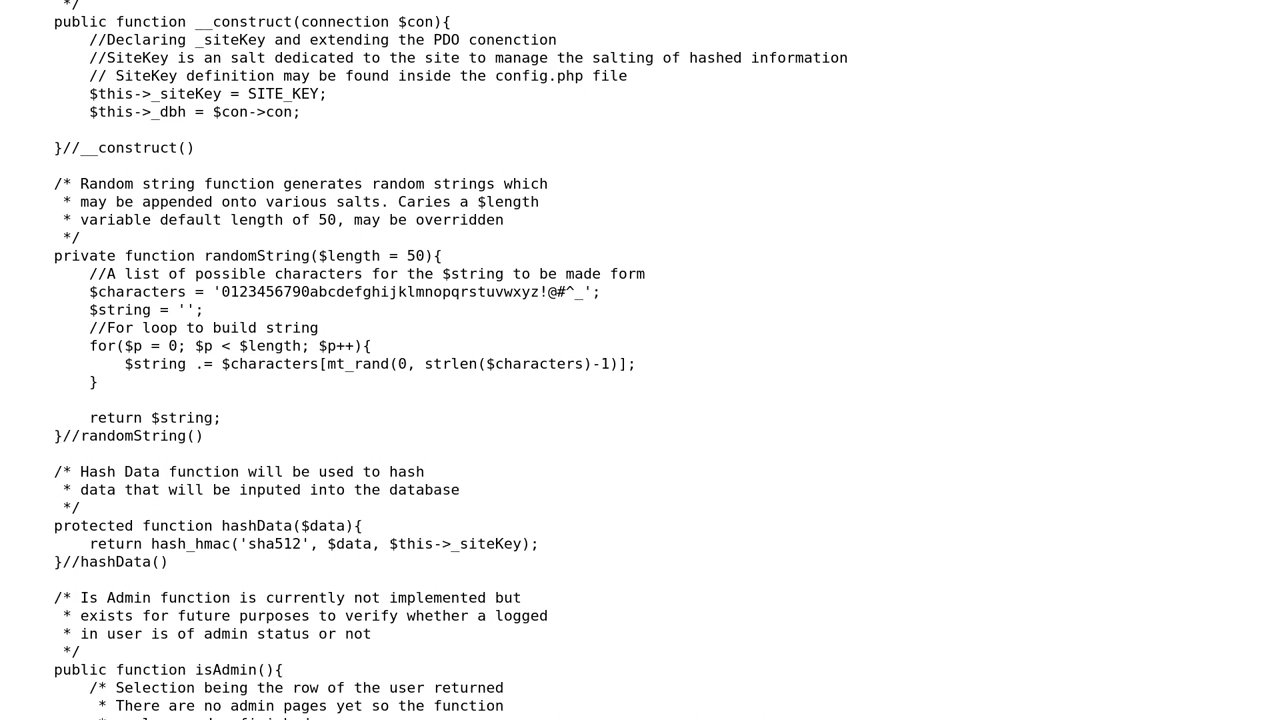 */
public function __construct(connection $con){
    //Declaring _siteKey and extending the PDO conenction
    //SiteKey is an salt dedicated to the site to manage the salting of hashed information
    // SiteKey definition may be found inside the config.php file
    $this->_siteKey = SITE_KEY;
    $this->_dbh = $con->con;

}//__construct()

/* Random string function generates random strings which
 * may be appended onto various salts. Caries a $length
 * variable default length of 50, may be overridden
 */
private function randomString($length = 50){
    //A list of possible characters for the $string to be made form
    $characters = '0123456790abcdefghijklmnopqrstuvwxyz!@#^_';
    $string = '';
    //For loop to build string
    for($p = 0; $p < $length; $p++){
        $string .= $characters[mt_rand(0, strlen($characters)-1)];
    }

    return $string;
}//randomString()

/* Hash Data function will be used to hash
 * data that will be inputed into the database
 */
protected function hashData($data){
    return hash_hmac('sha512', $data, $this->_siteKey);
}//hashData()

/* Is Admin function is currently not implemented but
 * exists for future purposes to verify whether a logged
 * in user is of admin status or not
 */
public function isAdmin(){
    /* Selection being the row of the user returned
     * There are no admin pages yet so the function